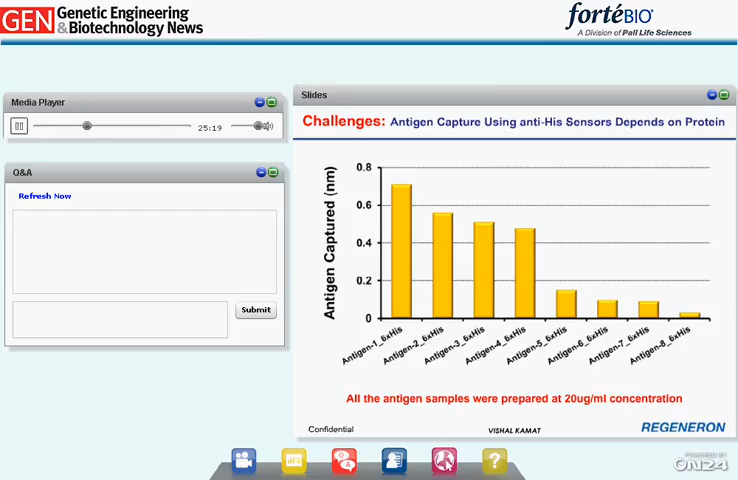 GEN Genetic Engineering
& Biotechnology News
fortéBIO®
A Division of Pall Life Sciences
Media Player
25:19
Q&A
Refresh Now
Submit
Slides
Challenges: Antigen Capture Using anti-His Sensors Depends on Protein
Antigen Captured (nm)
0.8
0.6
0.4
0.2
0
Antigen-1_6xHis
Antigen-2_6xHis
Antigen-3_6xHis
Antigen-4_6xHis
Antigen-5_6xHis
Antigen-6_6xHis
Antigen-7_6xHis
Antigen-8_6xHis
All the antigen samples were prepared at 20ug/ml concentration
Confidential
VISHAL KAMAT
REGENERON
Q
A
?
POWERED BY
ON24